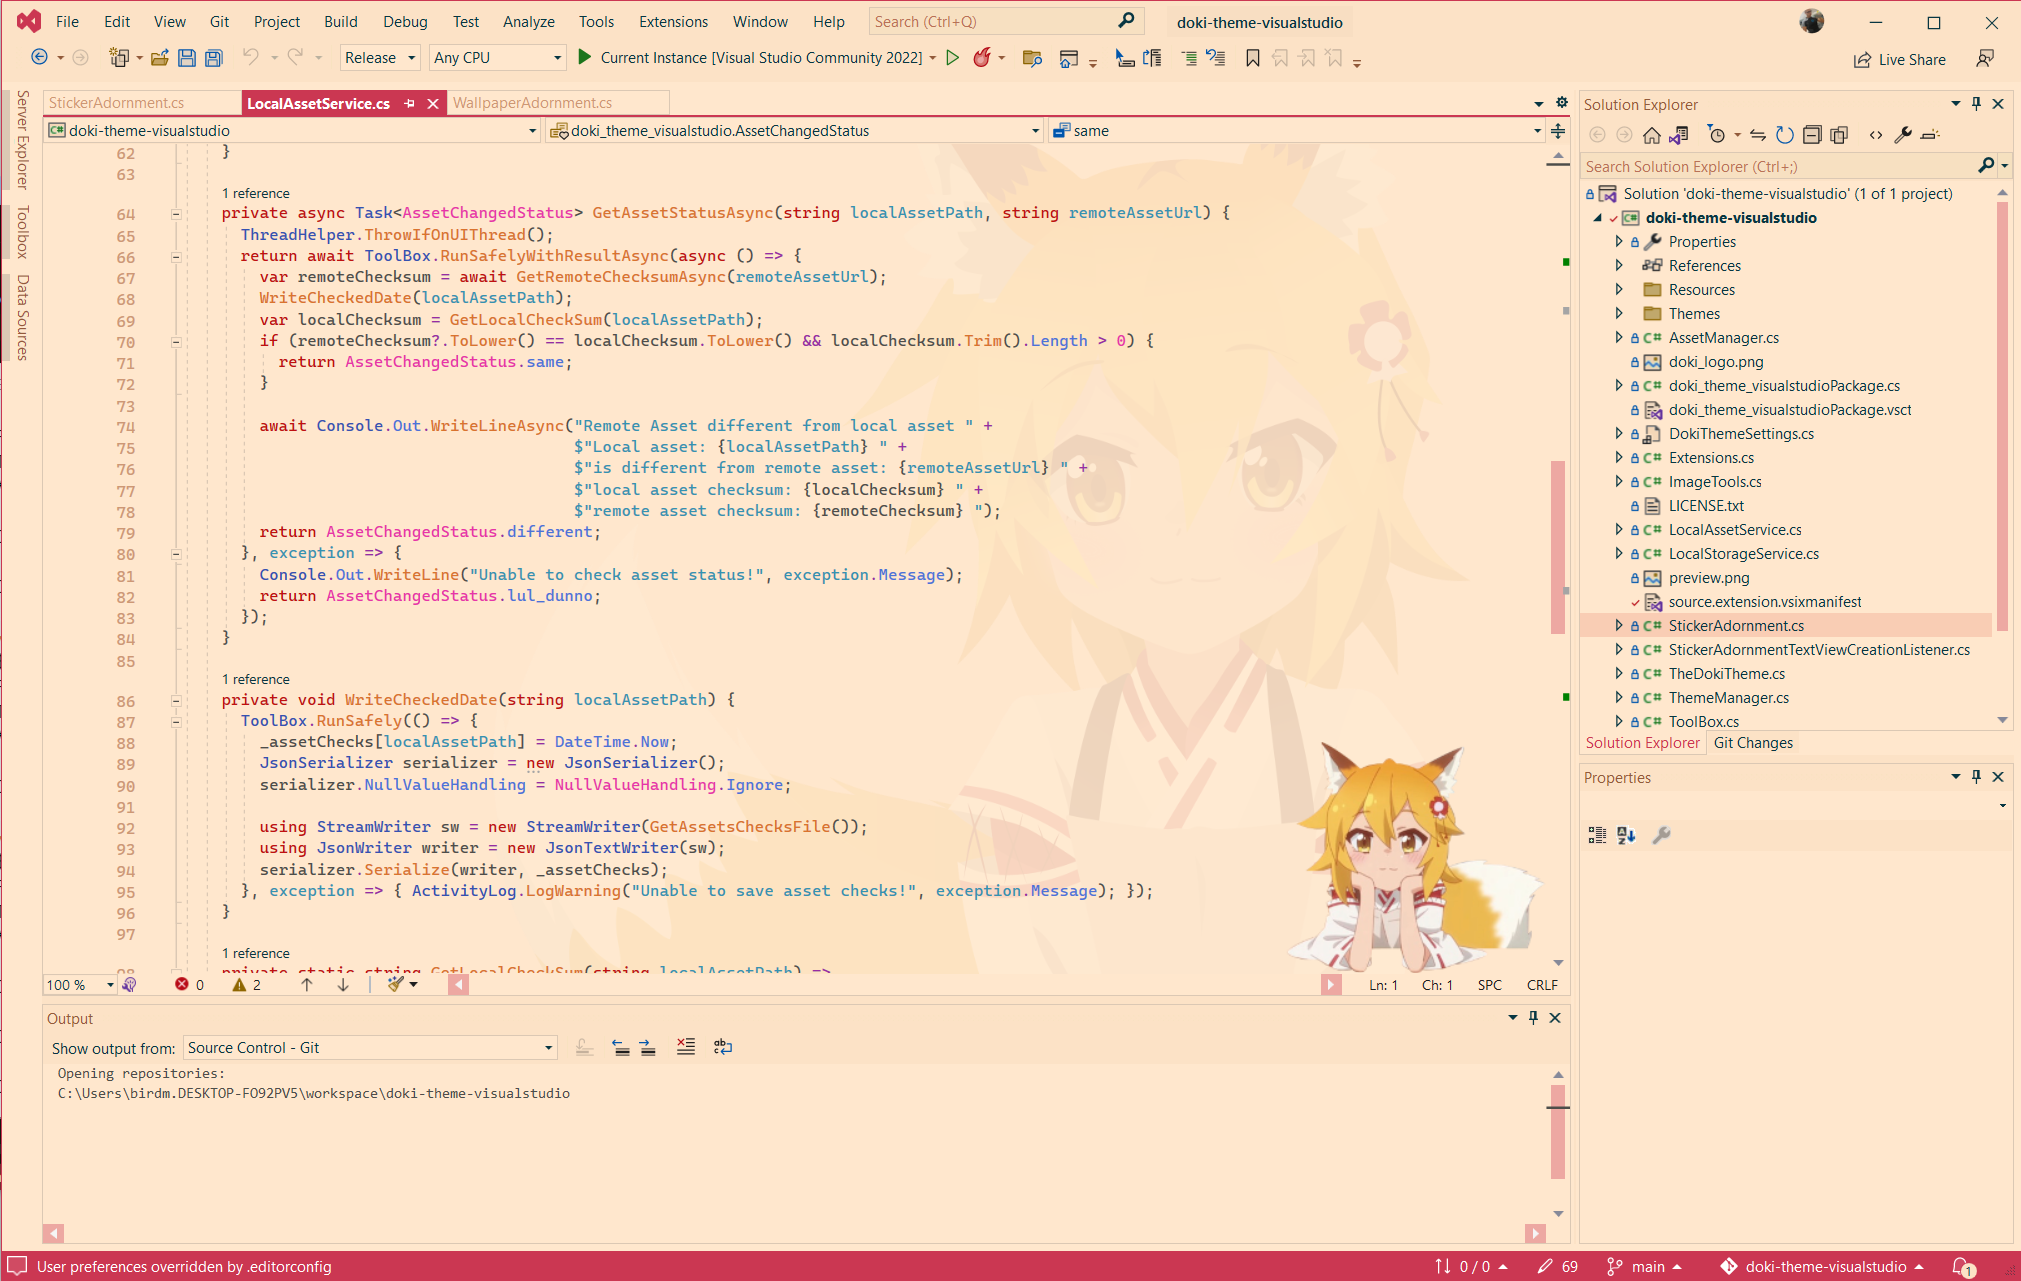 File Edit View Git Project Build Debug Test Analyze Tools Extensions Window Help Search (Ctrl+Q) doki-theme-visualstudio
Release Any CPU Current Instance [Visual Studio Community 2022] Live Share
Server Explorer
Toolbox
Data Sources
StickerAdornment.cs LocalAssetService.cs WallpaperAdornment.cs
doki-theme-visualstudio doki_theme_visualstudio.AssetChangedStatus same
62 }
63
1 reference
64 private async Task<AssetChangedStatus> GetAssetStatusAsync(string localAssetPath, string remoteAssetUrl) {
65 ThreadHelper.ThrowIfOnUIThread();
66 return await ToolBox.RunSafelyWithResultAsync(async () => {
67 var remoteChecksum = await GetRemoteChecksumAsync(remoteAssetUrl);
68 WriteCheckedDate(localAssetPath);
69 var localChecksum = GetLocalCheckSum(localAssetPath);
70 if (remoteChecksum?.ToLower() == localChecksum.ToLower() && localChecksum.Trim().Length > 0) {
71 return AssetChangedStatus.same;
72 }
73
74 await Console.Out.WriteLineAsync("Remote Asset different from local asset " +
75 $"Local asset: {localAssetPath} " +
76 $"is different from remote asset: {remoteAssetUrl} " +
77 $"local asset checksum: {localChecksum} " +
78 $"remote asset checksum: {remoteChecksum} ");
79 return AssetChangedStatus.different;
80 }, exception => {
81 Console.Out.WriteLine("Unable to check asset status!", exception.Message);
82 return AssetChangedStatus.lul_dunno;
83 });
84 }
85
1 reference
86 private void WriteCheckedDate(string localAssetPath) {
87 ToolBox.RunSafely(() => {
88 _assetChecks[localAssetPath] = DateTime.Now;
89 JsonSerializer serializer = new JsonSerializer();
90 serializer.NullValueHandling = NullValueHandling.Ignore;
91
92 using StreamWriter sw = new StreamWriter(GetAssetsChecksFile());
93 using JsonWriter writer = new JsonTextWriter(sw);
94 serializer.Serialize(writer, _assetChecks);
95 }, exception => { ActivityLog.LogWarning("Unable to save asset checks!", exception.Message); });
96 }
97
1 reference
98 private static string GetLocalCheckSum(string localAssetPath) =>
100 % 0 2 Ln: 1 Ch: 1 SPC CRLF
Output
Show output from: Source Control - Git
Opening repositories:
C:\Users\birdm.DESKTOP-FO92PV5\workspace\doki-theme-visualstudio
Solution Explorer
Search Solution Explorer (Ctrl+;)
Solution 'doki-theme-visualstudio' (1 of 1 project)
doki-theme-visualstudio
Properties
References
Resources
Themes
C# AssetManager.cs
doki_logo.png
C# doki_theme_visualstudioPackage.cs
doki_theme_visualstudioPackage.vsct
DokiThemeSettings.cs
C# Extensions.cs
C# ImageTools.cs
LICENSE.txt
C# LocalAssetService.cs
C# LocalStorageService.cs
preview.png
source.extension.vsixmanifest
C# StickerAdornment.cs
C# StickerAdornmentTextViewCreationListener.cs
C# TheDokiTheme.cs
C# ThemeManager.cs
C# ToolBox.cs
Solution Explorer Git Changes
Properties
User preferences overridden by .editorconfig 0 / 0 69 main doki-theme-visualstudio 1